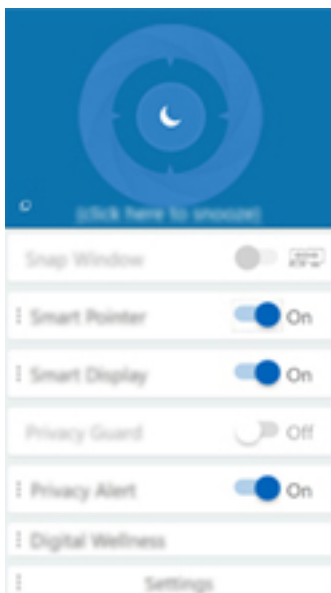 (click here to snooze)
Snap Window
Smart Pointer On
Smart Display On
Privacy Guard Off
Privacy Alert On
Digital Wellness
Settings